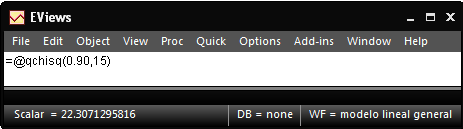 EViews
File Edit Object View Proc Quick Options Add-ins Window Help
=@qchisq(0.90,15)
Scalar = 22.3071295816 DB = none WF = modelo lineal general